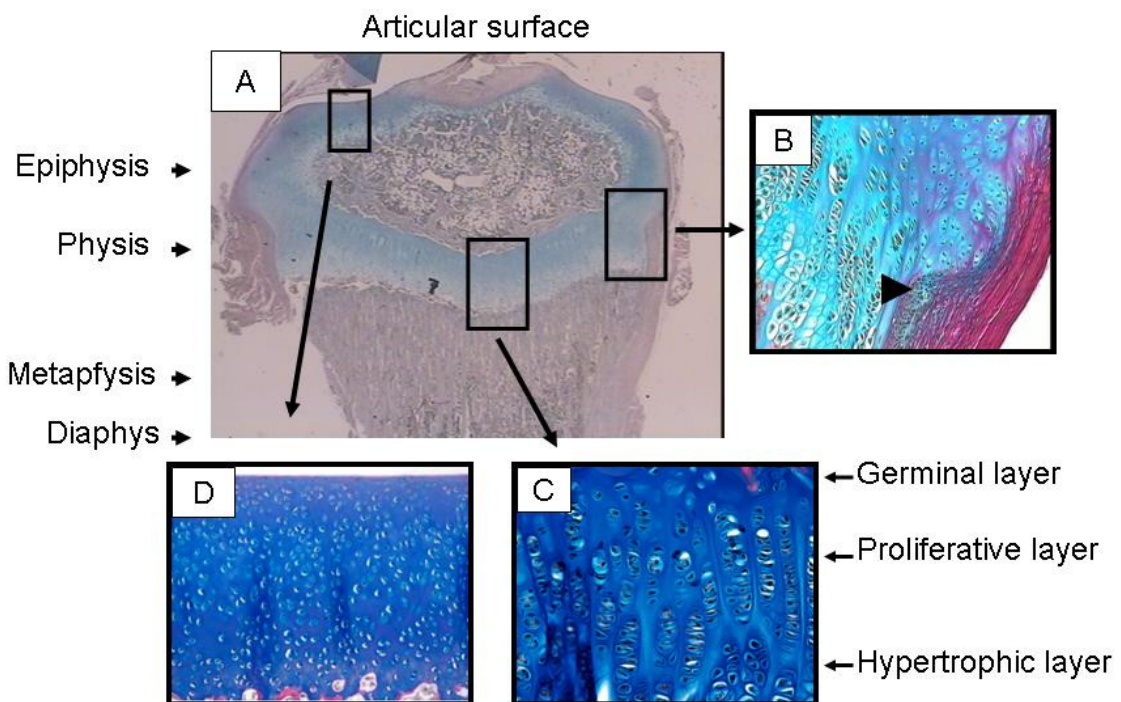 Articular surface
A
B
Epiphysis
Physis
Metapfysis
Diaphys
D
C
Germinal layer
Proliferative layer
Hypertrophic layer